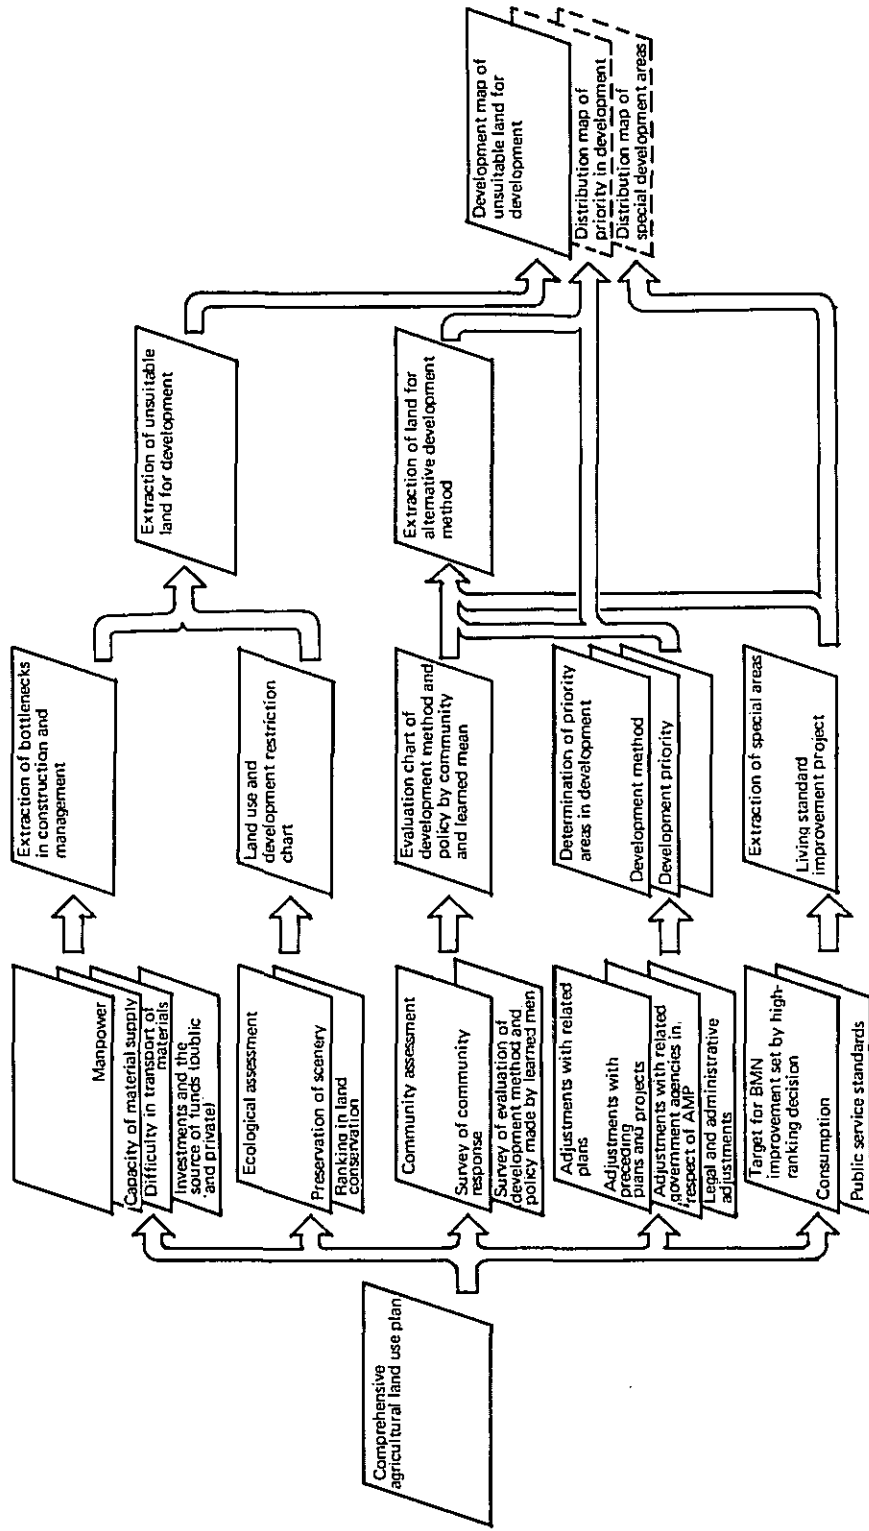 Comprehensive
agricultural land use plan
Manpower
Capacity of material supply
Difficulty in transport of
materials
Investments and the
source of funds (public
and private)
Ecological assessment
Preservation of scenery
Ranking in land
conservation
Community assessment
Survey of community
response
Survey of evaluation of
development method and
policy made by learned men
Adjustments with related
plans
Adjustments with
preceding
plans and projects
Adjustments with related
government agencies in
respect of AMP
Legal and administrative
adjustments
Target for BMN
improvement set by high-
ranking decision
Consumption
Public service standards
Extraction of bottlenecks
in construction and
management
Land use and
development restriction
chart
Evaluation chart of
development method and
policy by community
and learned mean
Determination of priority
areas in development
Development method
Development priority
Extraction of special areas
Living standard
improvement project
Extraction of unsuitable
land for development
Extraction of land for
alternative development
method
Development map of
unsuitable land for
development
Distribution map of
priority in development
Distribution map of
special development areas